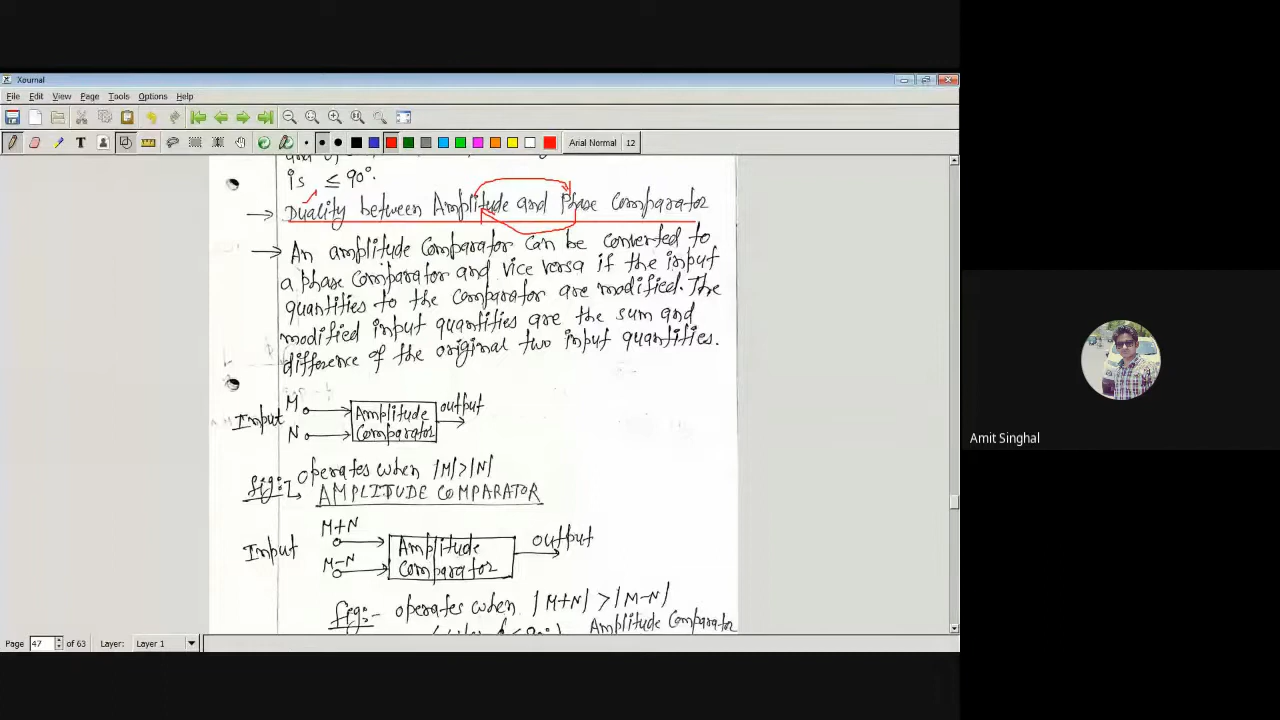 Xournal
File Edit View Page Tools Options Help
Arial Normal 12
is ≤ 90°.
→ Duality between Amplitude and Phase Comparator
→ An amplitude Comparator can be converted to
a phase Comparator and vice versa if the input
quantities to the Comparator are modified. The
modified input quantities are the sum and
difference of the original two input quantities.
Input M N Amplitude Comparator output
fig:- operates when |M|>|N|
AMPLITUDE COMPARATOR
Input M+N M-N Amplitude Comparator output
fig:- operates when |M+N| > |M-N|
Amplitude Comparator
Amit Singhal
Page 47 of 63 Layer: Layer 1